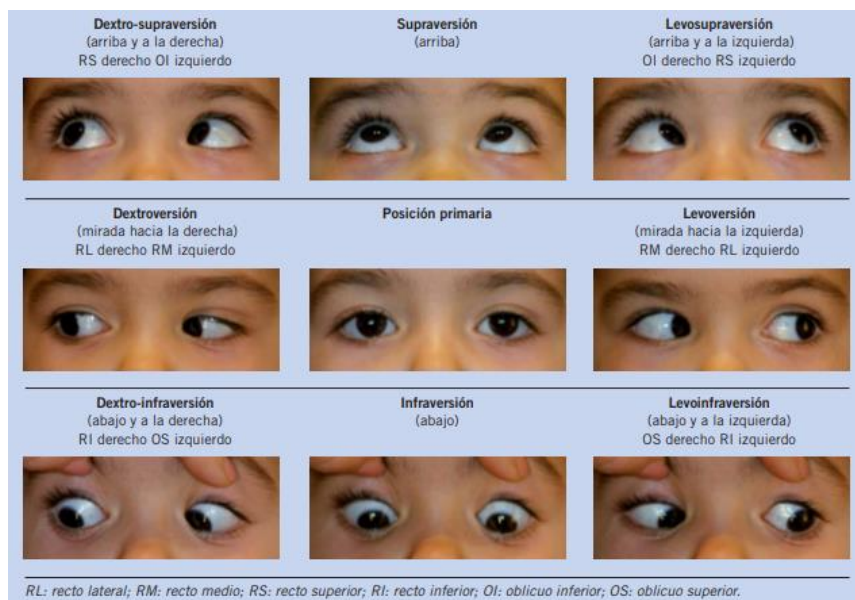 Dextro-supraversión
(arriba y a la derecha)
RS derecho OI izquierdo
Supraversión
(arriba)
Levosupraversión
(arriba y a la izquierda)
OI derecho RS izquierdo
Dextroversión
(mirada hacia la derecha)
RL derecho RM izquierdo
Posición primaria
Levoversión
(mirada hacia la izquierda)
RM derecho RL izquierdo
Dextro-infraversión
(abajo y a la derecha)
RI derecho OS izquierdo
Infraversión
(abajo)
Levoinfraversión
(abajo y a la izquierda)
OS derecho RI izquierdo
RL: recto lateral; RM: recto medio; RS: recto superior; RI: recto inferior; OI: oblicuo inferior; OS: oblicuo superior.